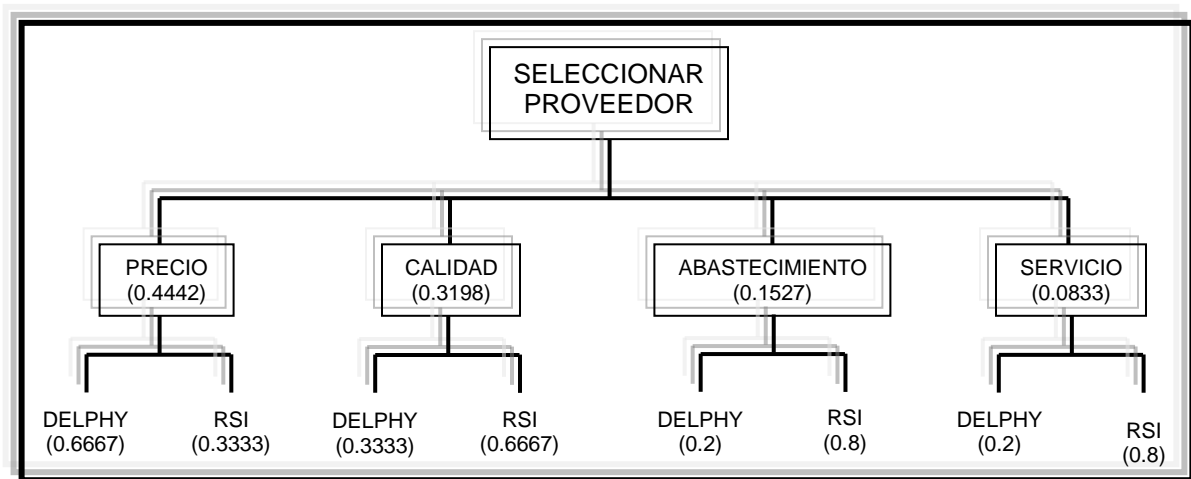 SELECCIONAR
PROVEEDOR
PRECIO
(0.4442)
CALIDAD
(0.3198)
ABASTECIMIENTO
(0.1527)
SERVICIO
(0.0833)
DELPHY
(0.6667)
RSI
(0.3333)
DELPHY
(0.3333)
RSI
(0.6667)
DELPHY
(0.2)
RSI
(0.8)
DELPHY
(0.2)
RSI
(0.8)